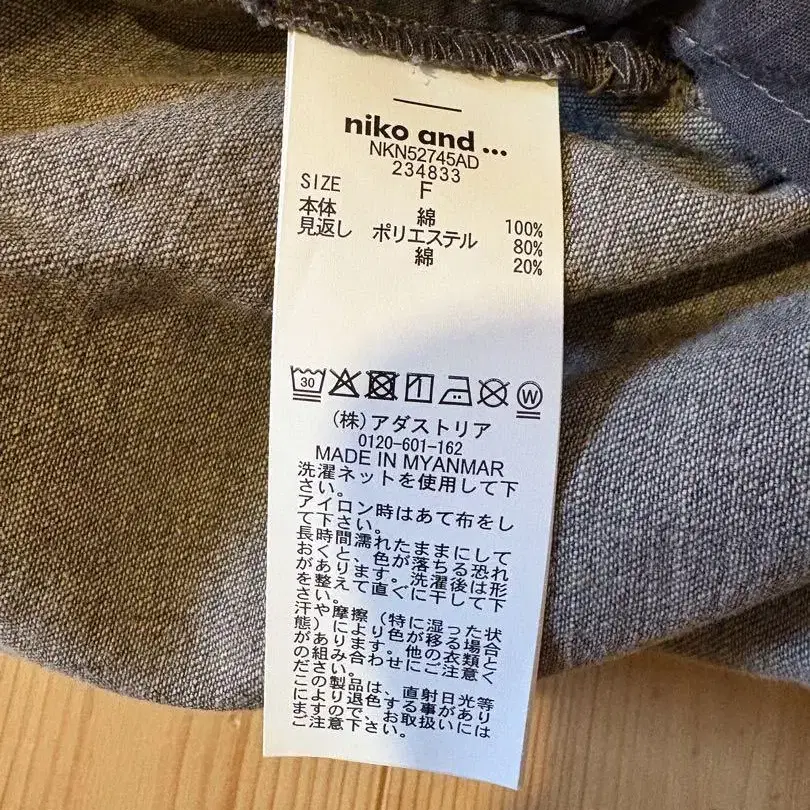 niko and ...
NKN52745AD
234833
SIZE F
本体 綿 100%
見返し ポリエステル 80%
綿 20%
30 W
(株)アダストリア
0120-601-162
MADE IN MYANMAR
洗濯ネットを使用して下
さい。
アイロン時はあて布をし
て下さい。
長時間濡れたままにして
おくと、色が落ちる恐れ
があります。洗濯後は形
を整えて直ぐに干して下
さい。
汗や摩擦(特に湿った状
態)により色が移る場合
があります。他の衣類と
の組み合わせにご注意く
ださい。
この製品は、直射日光等
により退色する事があり
ますので、お取扱いには
ご注意下さい。